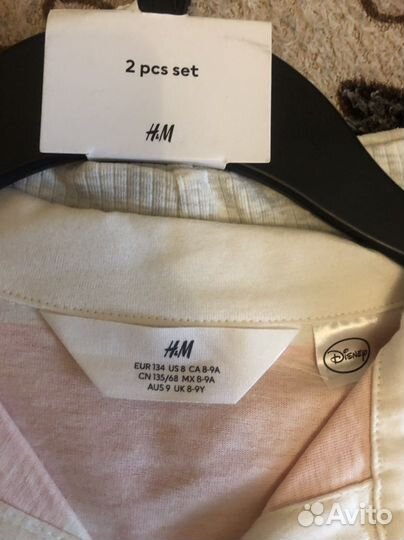 2 pcs set
H&M
H&M
EUR 134 US 8 CA 8-9A
CN 135/68 MX 8-9A
AUS 9 UK 8-9Y
Disney
Avito